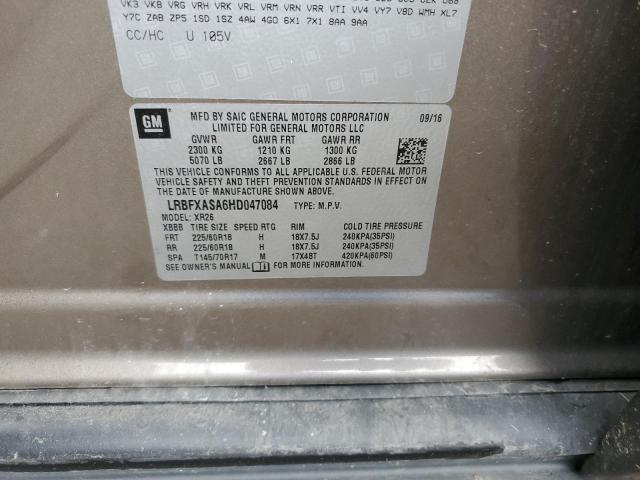 VK3 VKB VRG VRH VRK VRL VRM VRN VRR VTI VV4 VY7 V8D WMH XL7
Y7C ZAB ZP5 1SD 1SZ 4AW 4G0 6X1 7X1 8AA 9AA
CC/HC U 105V
GM
MFD BY SAIC GENERAL MOTORS CORPORATION 09/16
LIMITED FOR GENERAL MOTORS LLC
GVWR GAWR FRT GAWR RR
2300 KG 1210 KG 1300 KG
5070 LB 2667 LB 2866 LB
THIS VEHICLE CONFORMS TO ALL APPLICABLE U.S. FEDERAL MOTOR
VEHICLE SAFETY, BUMPER, AND THEFT PREVENTION STANDARDS IN
EFFECT ON THE DATE OF MANUFACTURE SHOWN ABOVE.
LRBFXASA6HD047084 TYPE: M.P.V.
MODEL: XR26
XBBB TIRE SIZE SPEED RTG RIM COLD TIRE PRESSURE
FRT 225/60R18 H 18X7.5J 240KPA(35PSI)
RR 225/60R18 H 18X7.5J 240KPA(35PSI)
SPA T145/70R17 M 17X4BT 420KPA(60PSI)
SEE OWNER'S MANUAL FOR MORE INFORMATION.